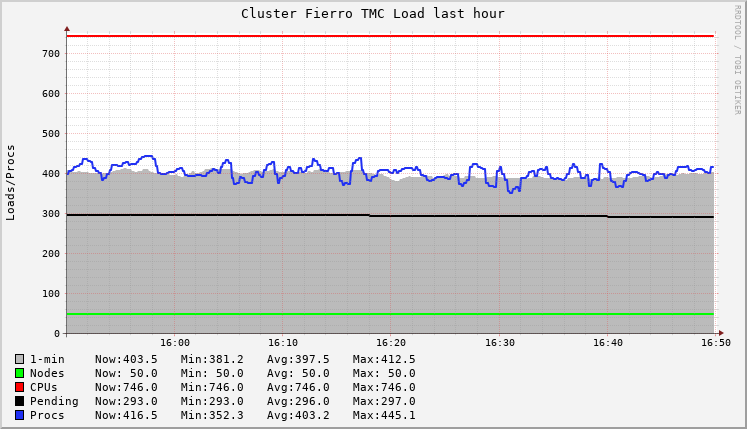 Cluster Fierro TMC Load last hour
RRDTOOL / TOBI OETIKER
Loads/Procs
700
600
500
400
300
200
100
0
16:00 16:10 16:20 16:30 16:40 16:50
1-min Now:403.5 Min:381.2 Avg:397.5 Max:412.5
Nodes Now: 50.0 Min: 50.0 Avg: 50.0 Max: 50.0
CPUs Now:746.0 Min:746.0 Avg:746.0 Max:746.0
Pending Now:293.0 Min:293.0 Avg:296.0 Max:297.0
Procs Now:416.5 Min:352.3 Avg:403.2 Max:445.1